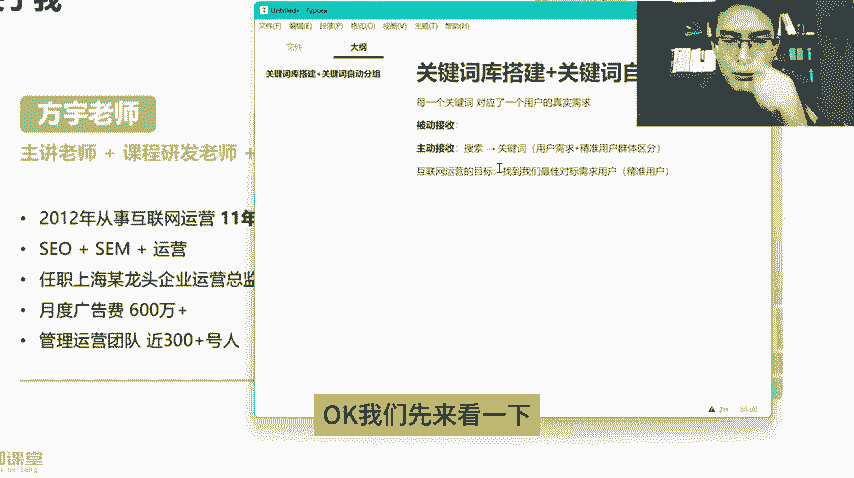 于我
Untitled - Typora
文件(F) 编辑(E) 段落(P) 格式(O) 视图(V) 主题(T) 帮助(H)
文件 大纲
关键词库搭建+关键词自动分组
关键词库搭建+关键词自
每一个关键词 对应了一个用户的真实需求
被动接收:
主动接收: 搜索 → 关键词 (用户需求+精准用户群体区分)
互联网运营的目标: 找到我们最佳对标需求用户 (精准用户)
方宇老师
主讲老师 + 课程研发老师 +
• 2012年从事互联网运营 11年
• SEO + SEM + 运营
• 任职上海某龙头企业运营总监
• 月度广告费 600万+
• 管理运营团队 近300+号人
OK我们先来看一下
课堂